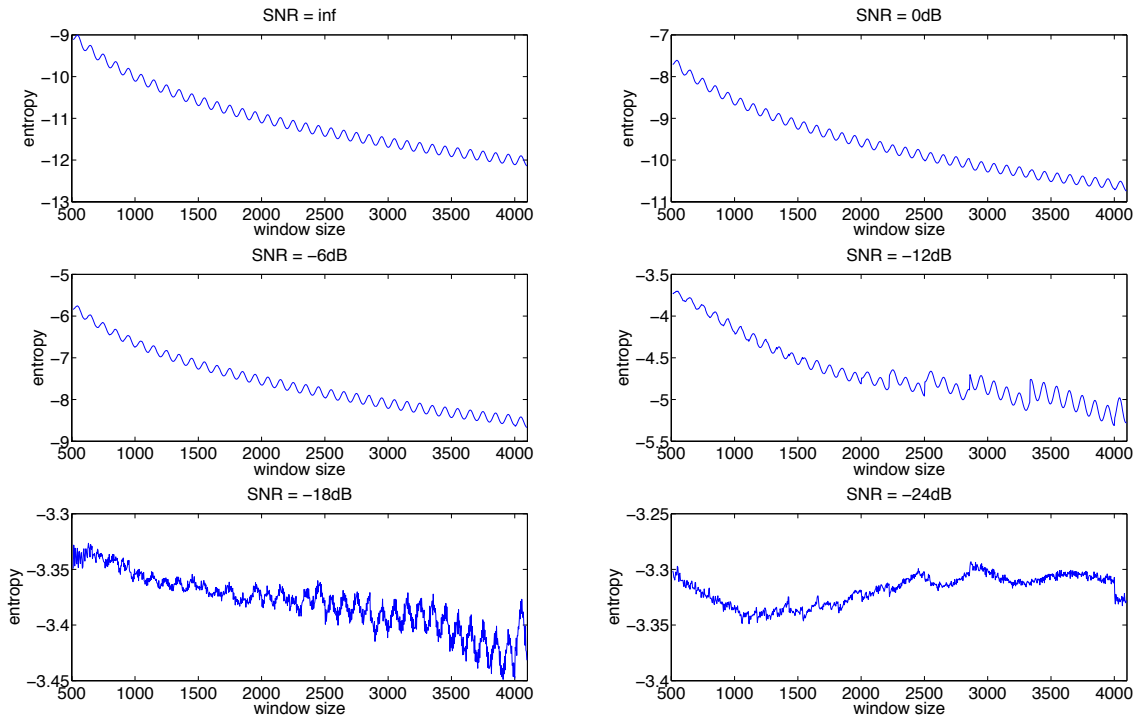 SNR = inf
−9
−10
−11
−12
−13
entropy
500 1000 1500 2000 2500 3000 3500 4000
window size
SNR = 0dB
−7
−8
−9
−10
−11
entropy
500 1000 1500 2000 2500 3000 3500 4000
window size
SNR = −6dB
−5
−6
−7
−8
−9
entropy
500 1000 1500 2000 2500 3000 3500 4000
window size
SNR = −12dB
−3.5
−4
−4.5
−5
−5.5
entropy
500 1000 1500 2000 2500 3000 3500 4000
window size
SNR = −18dB
−3.3
−3.35
−3.4
−3.45
entropy
500 1000 1500 2000 2500 3000 3500 4000
window size
SNR = −24dB
−3.25
−3.3
−3.35
−3.4
entropy
500 1000 1500 2000 2500 3000 3500 4000
window size